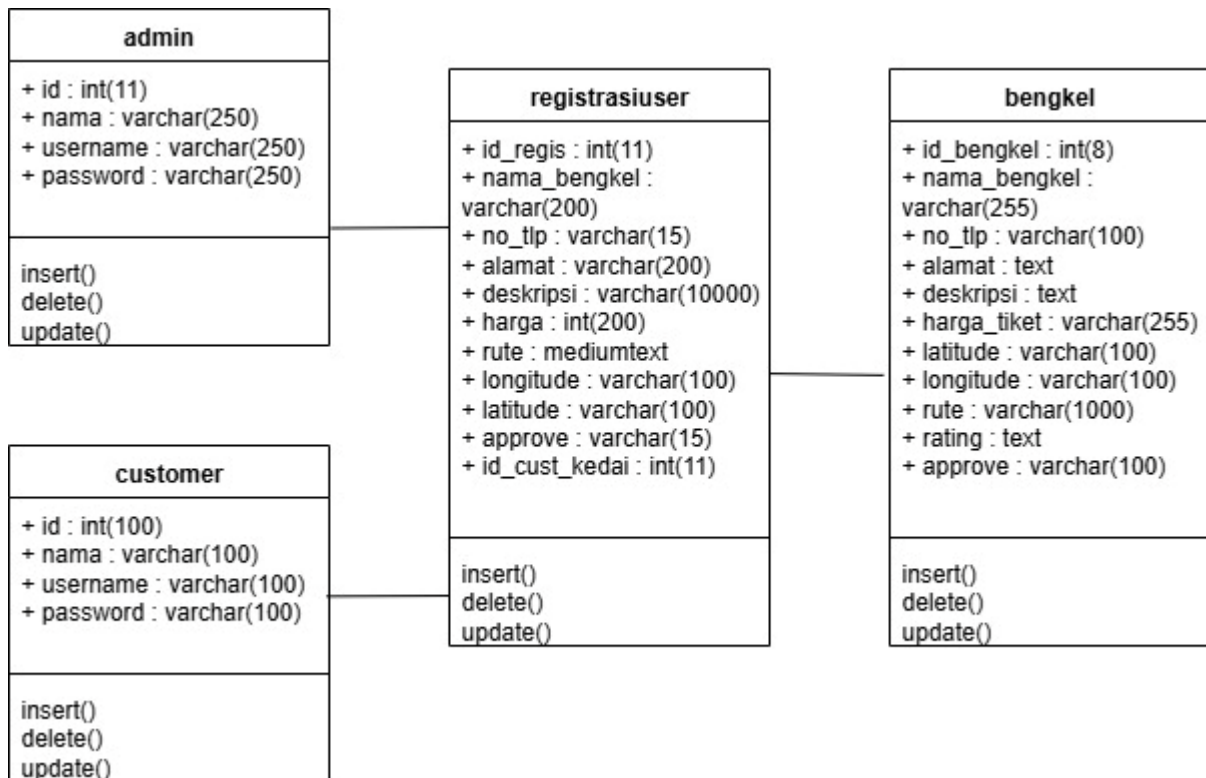 admin
+ id : int(11)
+ nama : varchar(250)
+ username : varchar(250)
+ password : varchar(250)
insert()
delete()
update()
customer
+ id : int(100)
+ nama : varchar(100)
+ username : varchar(100)
+ password : varchar(100)
insert()
delete()
update()
registrasiuser
+ id_regis : int(11)
+ nama_bengkel :
varchar(200)
+ no_tlp : varchar(15)
+ alamat : varchar(200)
+ deskripsi : varchar(10000)
+ harga : int(200)
+ rute : mediumtext
+ longitude : varchar(100)
+ latitude : varchar(100)
+ approve : varchar(15)
+ id_cust_kedai : int(11)
insert()
delete()
update()
bengkel
+ id_bengkel : int(8)
+ nama_bengkel :
varchar(255)
+ no_tlp : varchar(100)
+ alamat : text
+ deskripsi : text
+ harga_tiket : varchar(255)
+ latitude : varchar(100)
+ longitude : varchar(100)
+ rute : varchar(1000)
+ rating : text
+ approve : varchar(100)
insert()
delete()
update()